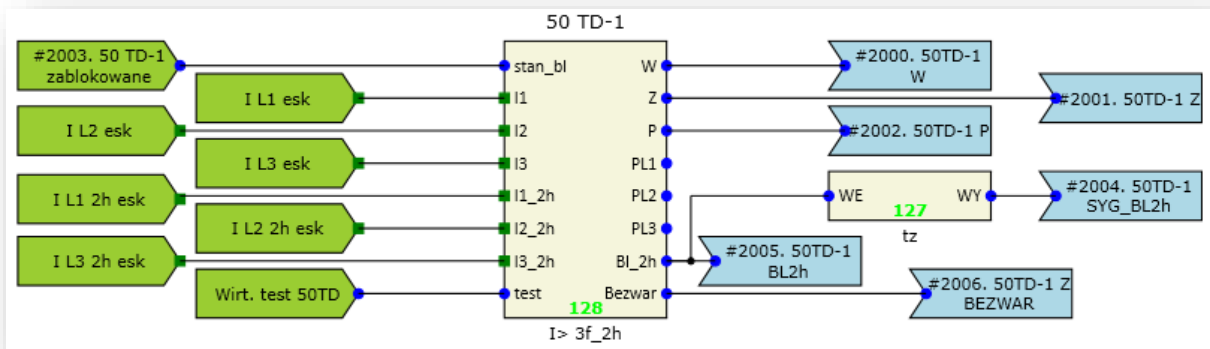 50 TD-1
#2003. 50 TD-1
zablokowane
I L1 esk
I L2 esk
I L3 esk
I L1 2h esk
I L2 2h esk
I L3 2h esk
Wirt. test 50TD
stan_bl
I1
I2
I3
I1_2h
I2_2h
I3_2h
test
W
Z
P
PL1
PL2
PL3
Bl_2h
Bezwar
128
I> 3f_2h
#2000. 50TD-1
W
#2001. 50TD-1 Z
#2002. 50TD-1 P
WE
WY
127
tz
#2004. 50TD-1
SYG_BL2h
#2005. 50TD-1
BL2h
#2006. 50TD-1 Z
BEZWAR